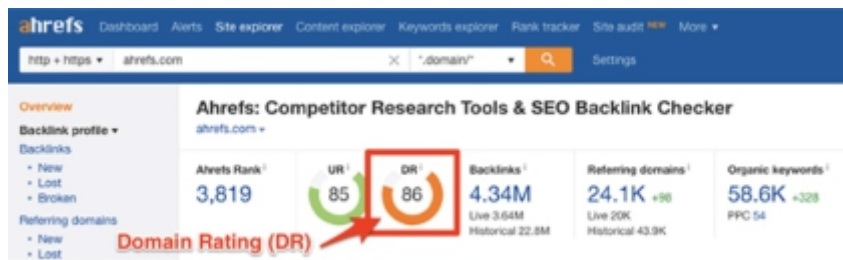 ahrefs Dashboard Alerts Site explorer Content explorer Keywords explorer Rank tracker Site audit NEW More
http + https ahrefs.com *.domain/* Settings
Overview
Backlink profile
Backlinks
New
Lost
Broken
Referring domains
New
Lost
Ahrefs: Competitor Research Tools & SEO Backlink Checker
ahrefs.com
Ahrefs Rank UR DR Backlinks Referring domains Organic keywords
3,819 85 86 4.34M 24.1K +98 58.6K +328
Live 3.64M Live 20K PPC 54
Historical 22.8M Historical 43.9K
Domain Rating (DR)